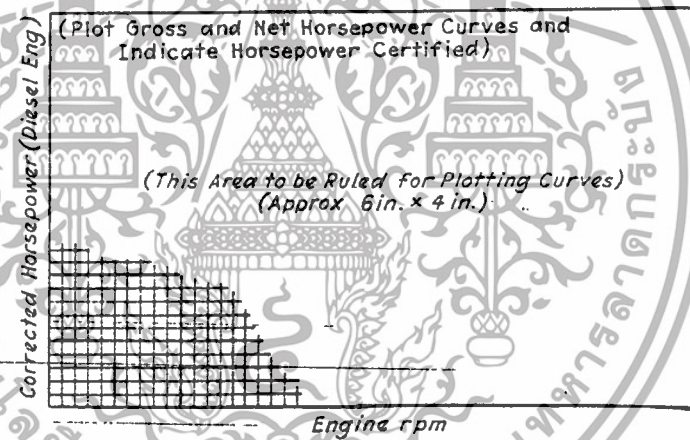 (Plot Gross and Net Horsepower Curves and
Indicate Horsepower Certified)
Corrected Horsepower (Diesel Eng)
(This Area to be Ruled for Plotting Curves)
(Approx 6in. × 4 in.)
Engine rpm